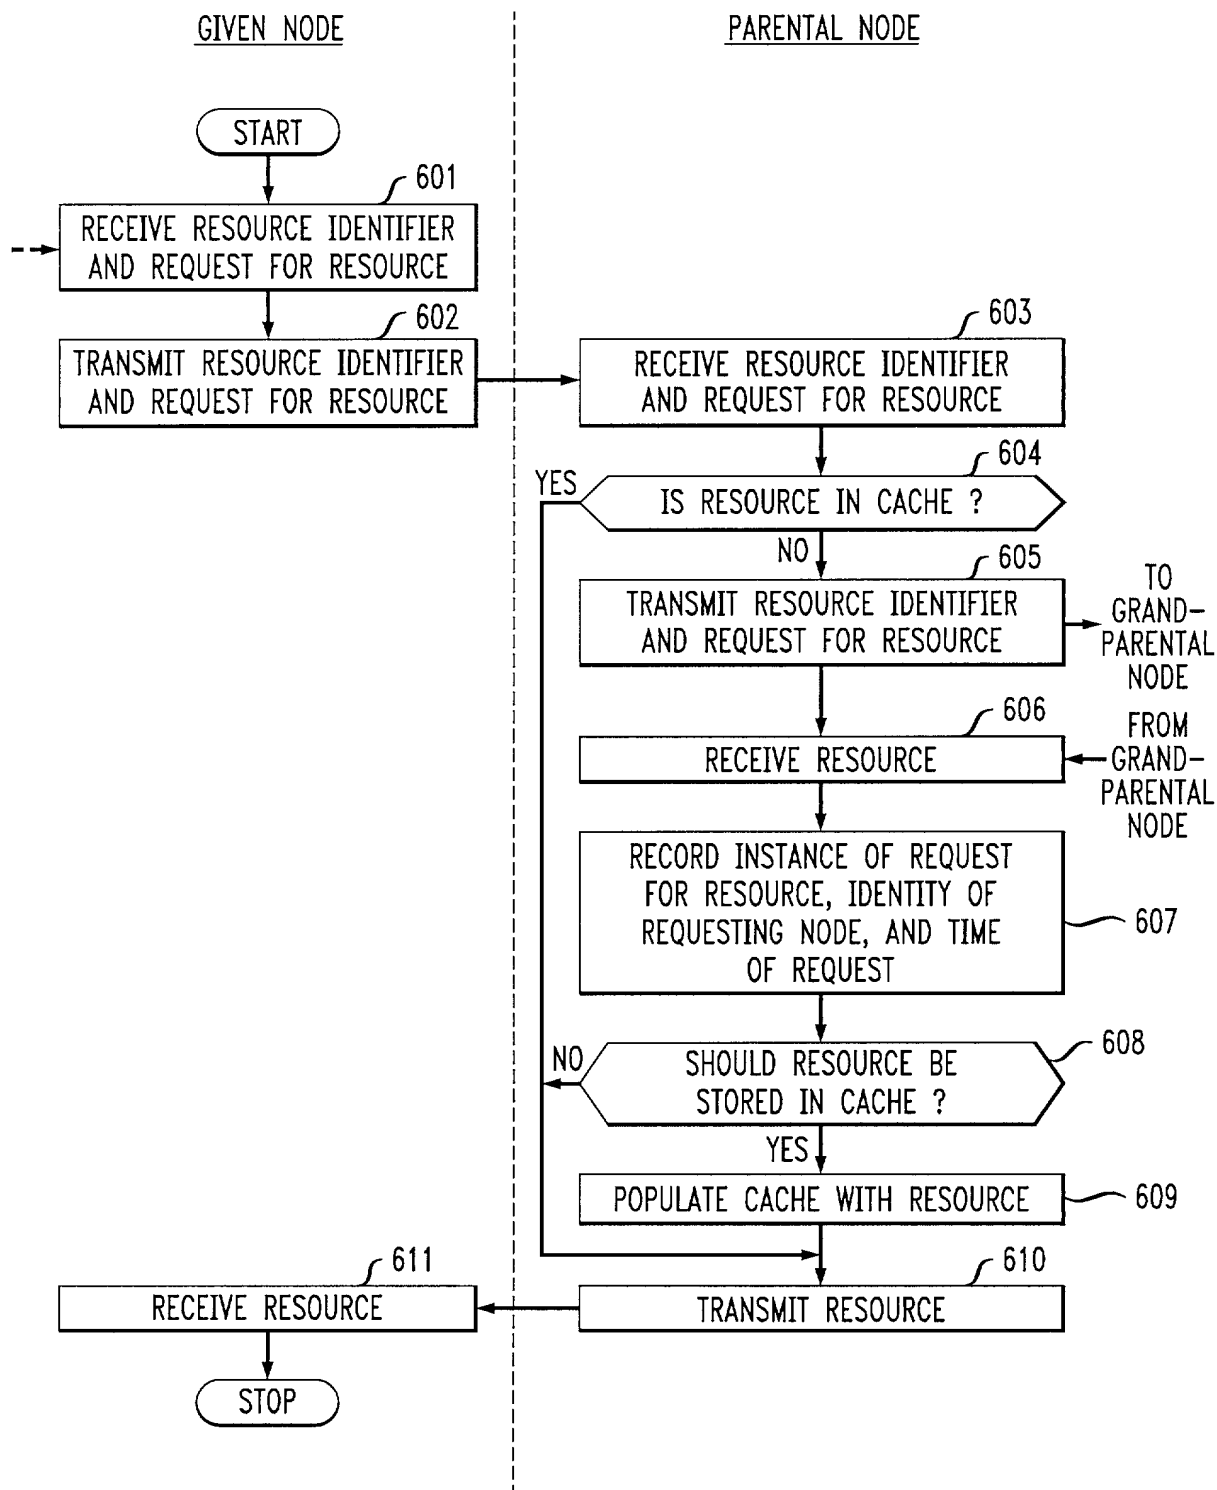 GIVEN NODE
PARENTAL NODE
START
601
RECEIVE RESOURCE IDENTIFIER
AND REQUEST FOR RESOURCE
602
TRANSMIT RESOURCE IDENTIFIER
AND REQUEST FOR RESOURCE
603
RECEIVE RESOURCE IDENTIFIER
AND REQUEST FOR RESOURCE
604
YES
IS RESOURCE IN CACHE ?
NO
605
TRANSMIT RESOURCE IDENTIFIER
AND REQUEST FOR RESOURCE
TO
GRAND-
PARENTAL
NODE
606
RECEIVE RESOURCE
FROM
GRAND-
PARENTAL
NODE
RECORD INSTANCE OF REQUEST
FOR RESOURCE, IDENTITY OF
REQUESTING NODE, AND TIME
OF REQUEST
607
NO
SHOULD RESOURCE BE
STORED IN CACHE ?
608
YES
POPULATE CACHE WITH RESOURCE
609
610
TRANSMIT RESOURCE
611
RECEIVE RESOURCE
STOP